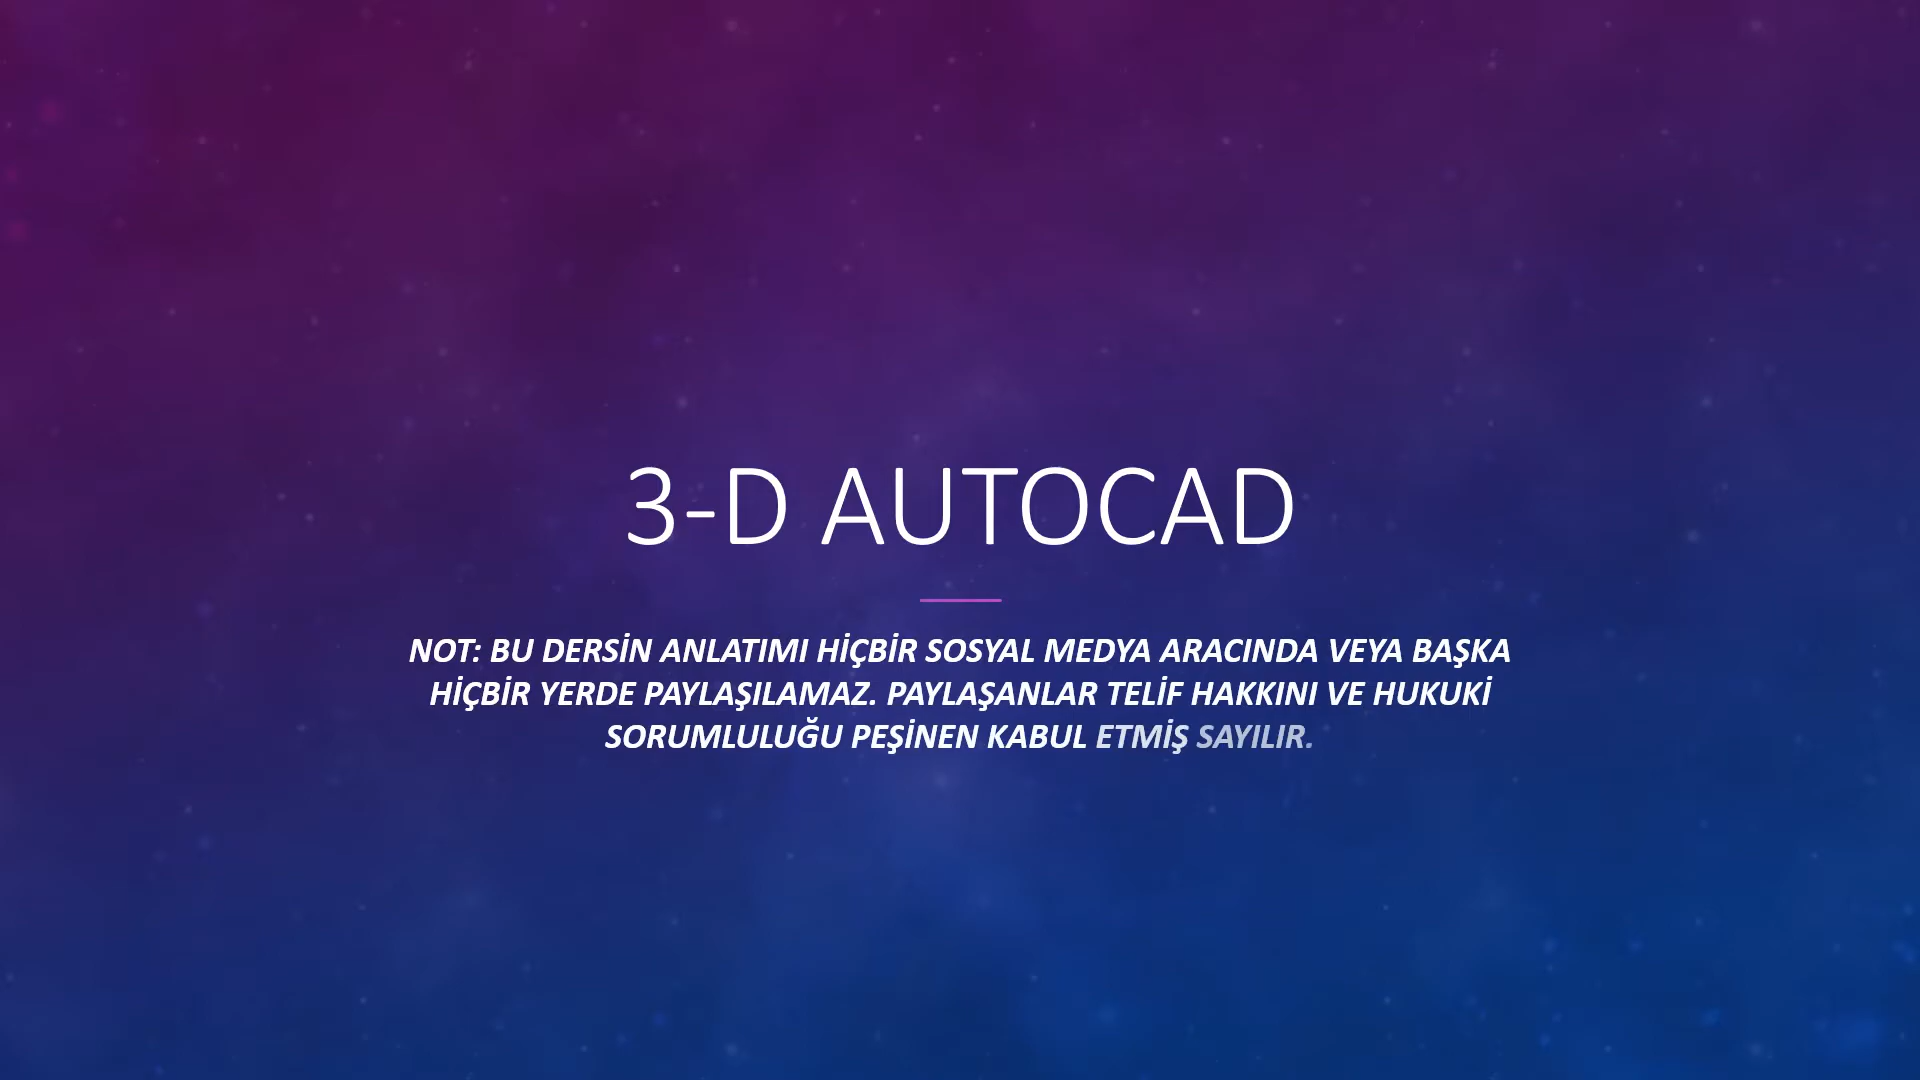 3-D AUTOCAD
NOT: BU DERSİN ANLATIMI HİÇBİR SOSYAL MEDYA ARACINDA VEYA BAŞKA
HİÇBİR YERDE PAYLAŞILAMAZ. PAYLAŞANLAR TELİF HAKKINI VE HUKUKİ
SORUMLULUĞU PEŞİNEN KABUL ETMİŞ SAYILIR.